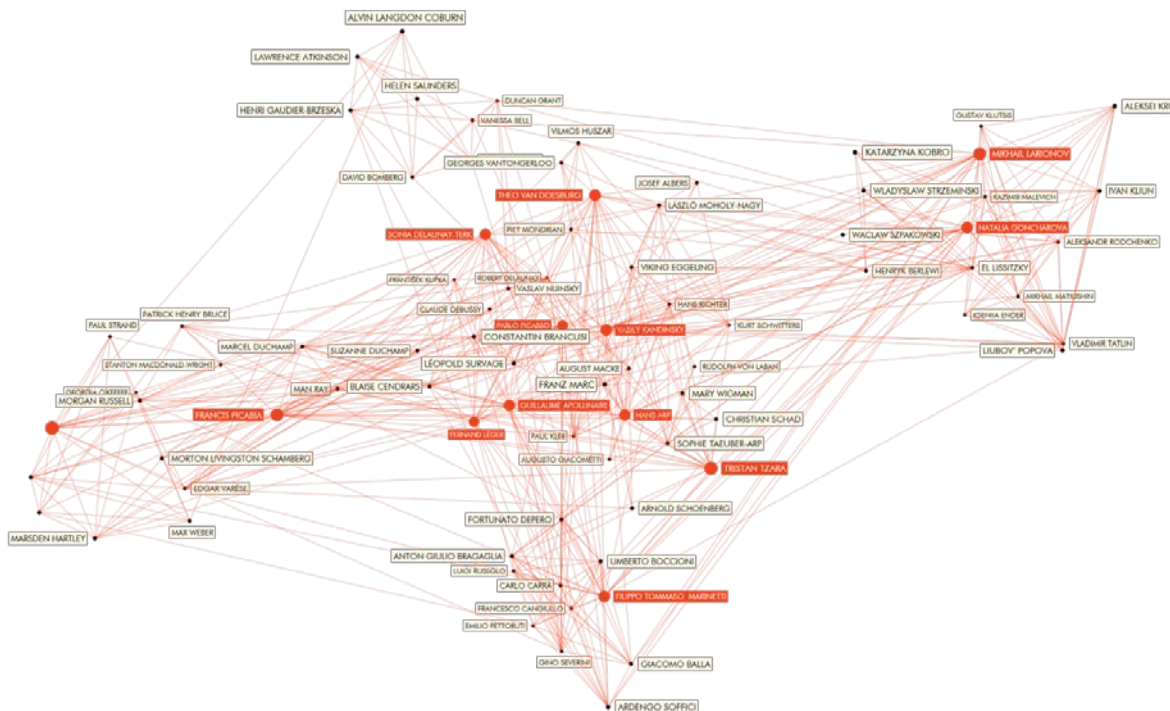 ALVIN LANGDON COBURN
LAWRENCE ATKINSON
HELEN SAUNDERS
DUNCAN GRANT
HENRI GAUDIER-BRZESKA
VANESSA BELL
ALEKSEI
GUSTAV KLUTSIS
VILMOS HUSZAR
KATARZYNA KOBRO
MIKHAIL LARIONOV
GEORGES VANTONGERLOO
DAVID BOMBERG
JOSEF ALBERS
THEO VAN DOESBURG
WLADYSLAW STRZEMINSKI
IVAN KLIUN
KAZIMIR MALEVICH
LÁSZLÓ MOHOLY-NAGY
PIET MONDRIAN
NATALIA GONCHAROVA
SONIA DELAUNAY-TERK
WACLAW SZPAKOWSKI
ALEKSANDR RODCHENKO
VIKING EGGELING
HENRYK BERLEWI
EL LISSITZKY
FRANTIŠEK KUPKA
ROBERT DELAUNAY
VASLAV NIJINSKY
MIKHAIL MATIUSHIN
HANS RICHTER
CLAUDE DEBUSSY
PATRICK HENRY BRUCE
KSENIIA ENDER
PAUL STRAND
PABLO PICASSO
VASILY KANDINSKY
KURT SCHWITTERS
CONSTANTIN BRANCUSI
MARCEL DUCHAMP
SUZANNE DUCHAMP
VLADIMIR TATLIN
LIUBOV' POPOVA
STANTON MACDONALD-WRIGHT
LÉOPOLD SURVAGE
AUGUST MACKE
RUDOLPH VON LABAN
FRANZ MARC
GEORGIA O'KEEFFE
MAN RAY
BLAISE CENDRARS
MARY WIGMAN
MORGAN RUSSELL
GUILLAUME APOLLINAIRE
FRANCIS PICABIA
HANS ARP
CHRISTIAN SCHAD
FERNAND LÉGER
PAUL KLEE
SOPHIE TAEUBER-ARP
MORTON LIVINGSTON SCHAMBERG
AUGUSTO GIACOMETTI
TRISTAN TZARA
EDGAR VARÈSE
ARNOLD SCHOENBERG
FORTUNATO DEPERO
MAX WEBER
MARSDEN HARTLEY
ANTON GIULIO BRAGAGLIA
UMBERTO BOCCIONI
LUIGI RUSSOLO
CARLO CARRÀ
FILIPPO TOMMASO MARINETTI
FRANCESCO CANGIULLO
EMILIO PETTORUTI
GINO SEVERINI
GIACOMO BALLA
ARDENGO SOFFICI